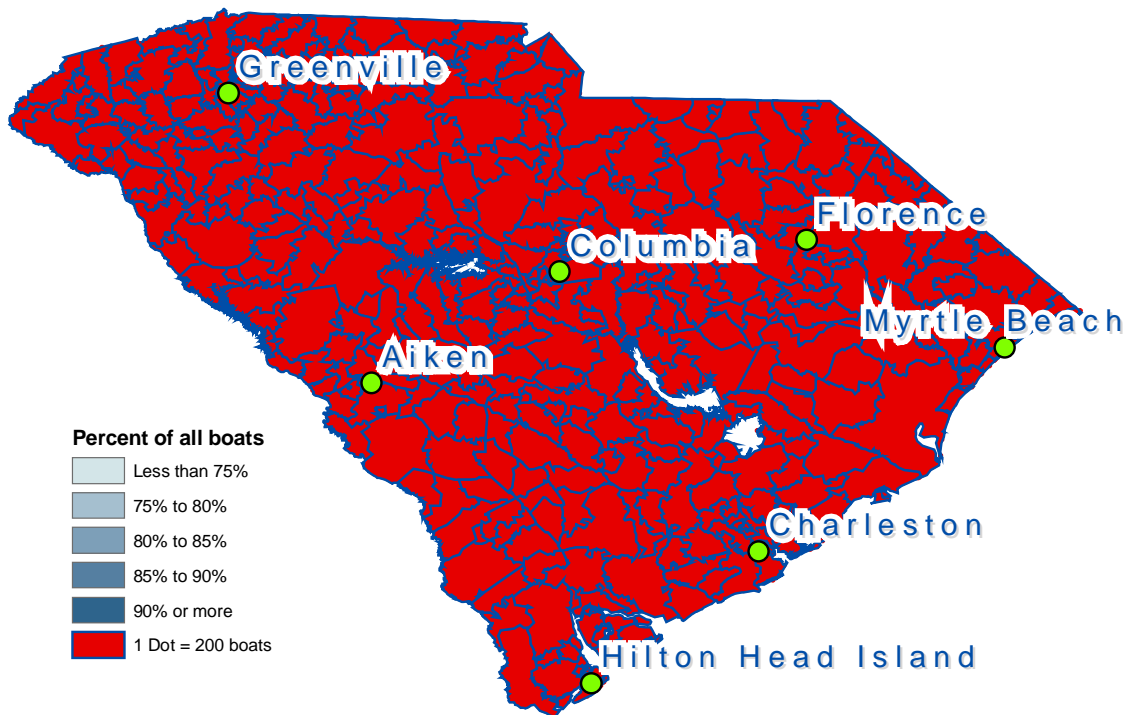 Greenville
Florence
Columbia
Myrtle Beach
Aiken
Percent of all boats
Less than 75%
75% to 80%
80% to 85%
85% to 90%
90% or more
1 Dot = 200 boats
Charleston
Hilton Head Island